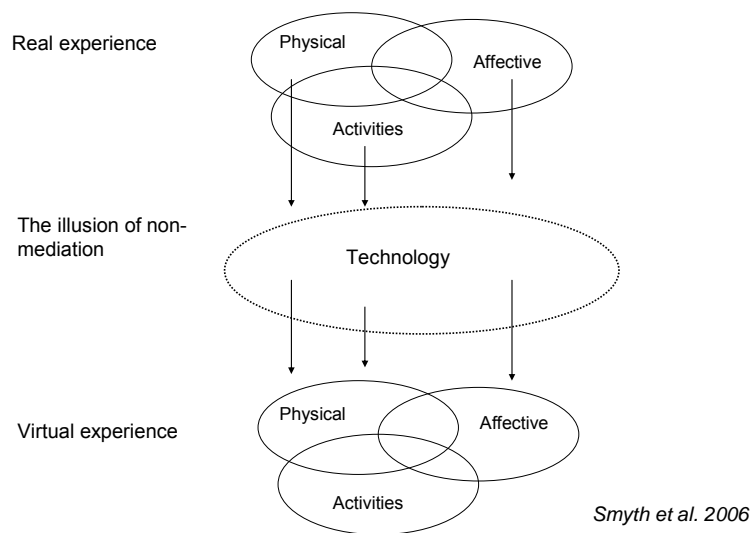 Real experience
Physical
Affective
Activities
The illusion of non-
mediation
Technology
Virtual experience
Physical
Affective
Activities
Smyth et al. 2006